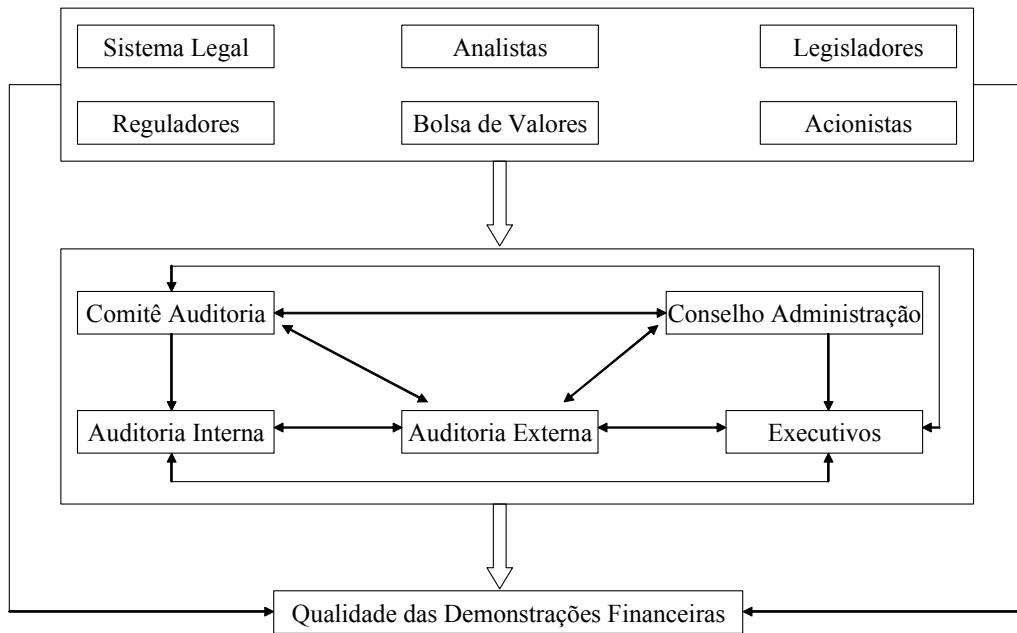 Sistema Legal
Analistas
Legisladores
Reguladores
Bolsa de Valores
Acionistas
Comitê Auditoria
Conselho Administração
Auditoria Interna
Auditoria Externa
Executivos
Qualidade das Demonstrações Financeiras